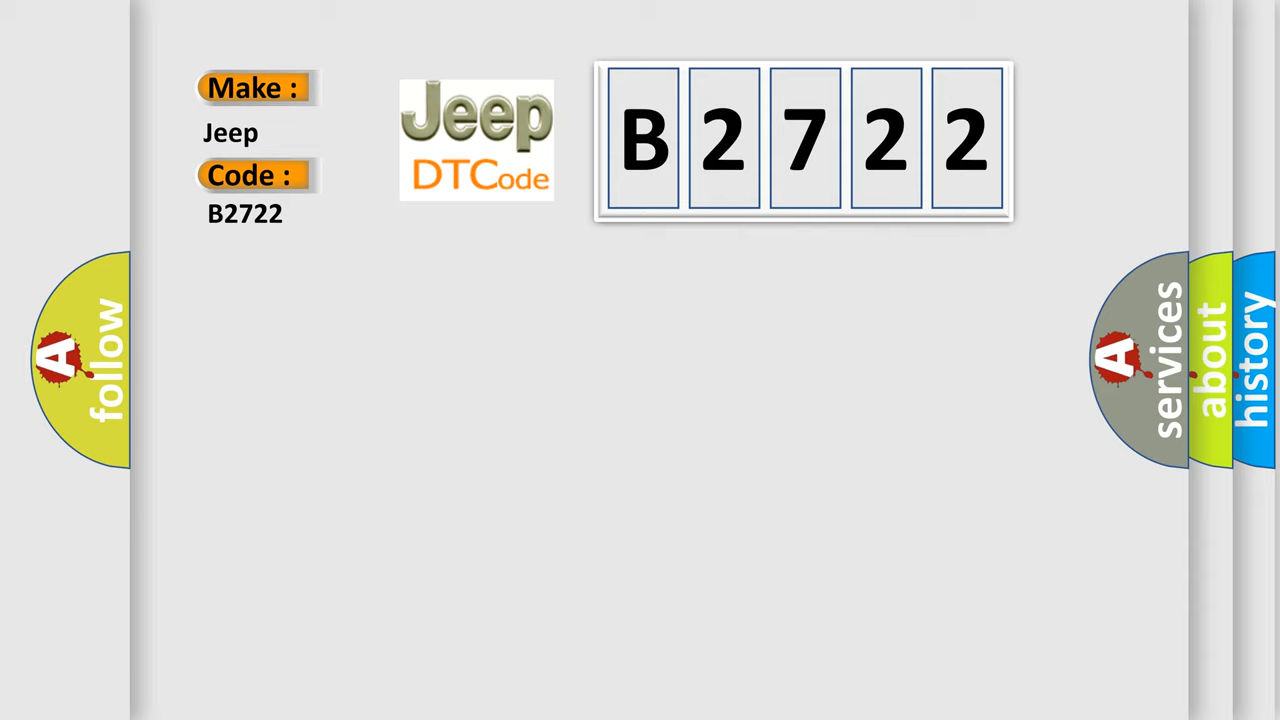 Make :
Jeep
Code :
B2722
Jeep
DTCode
B 2 7 2 2
A follow
A services
about
history